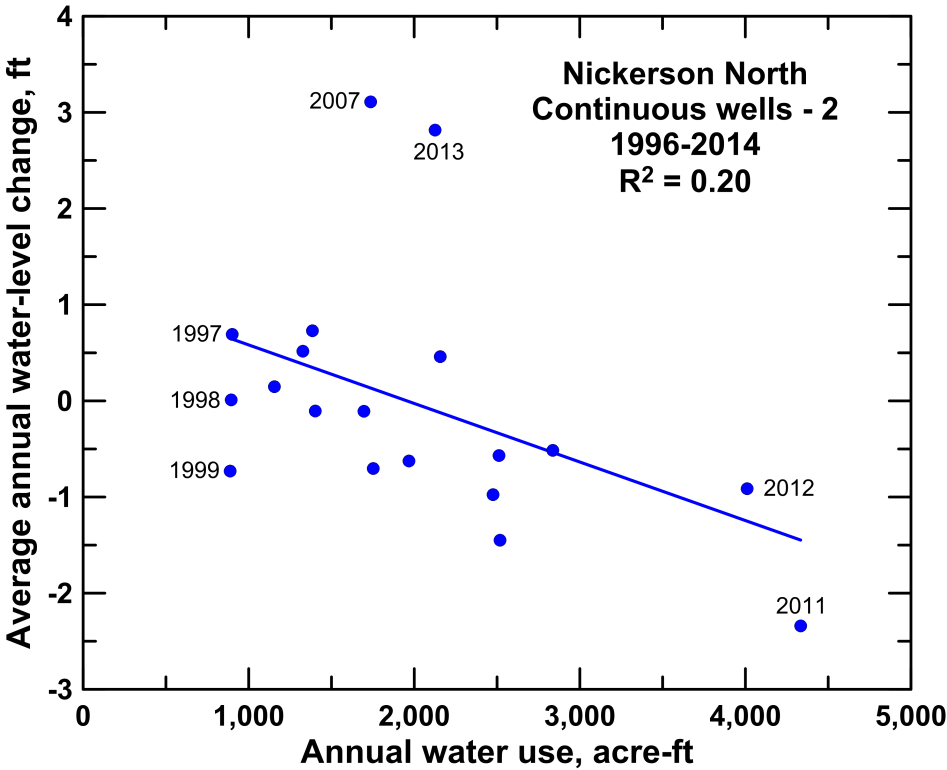 4
3
2
1
0
-1
-2
-3
Average annual water-level change, ft
Nickerson North
Continuous wells - 2
1996-2014
R² = 0.20
2007
2013
1997
1998
1999
2012
2011
0 1,000 2,000 3,000 4,000 5,000
Annual water use, acre-ft